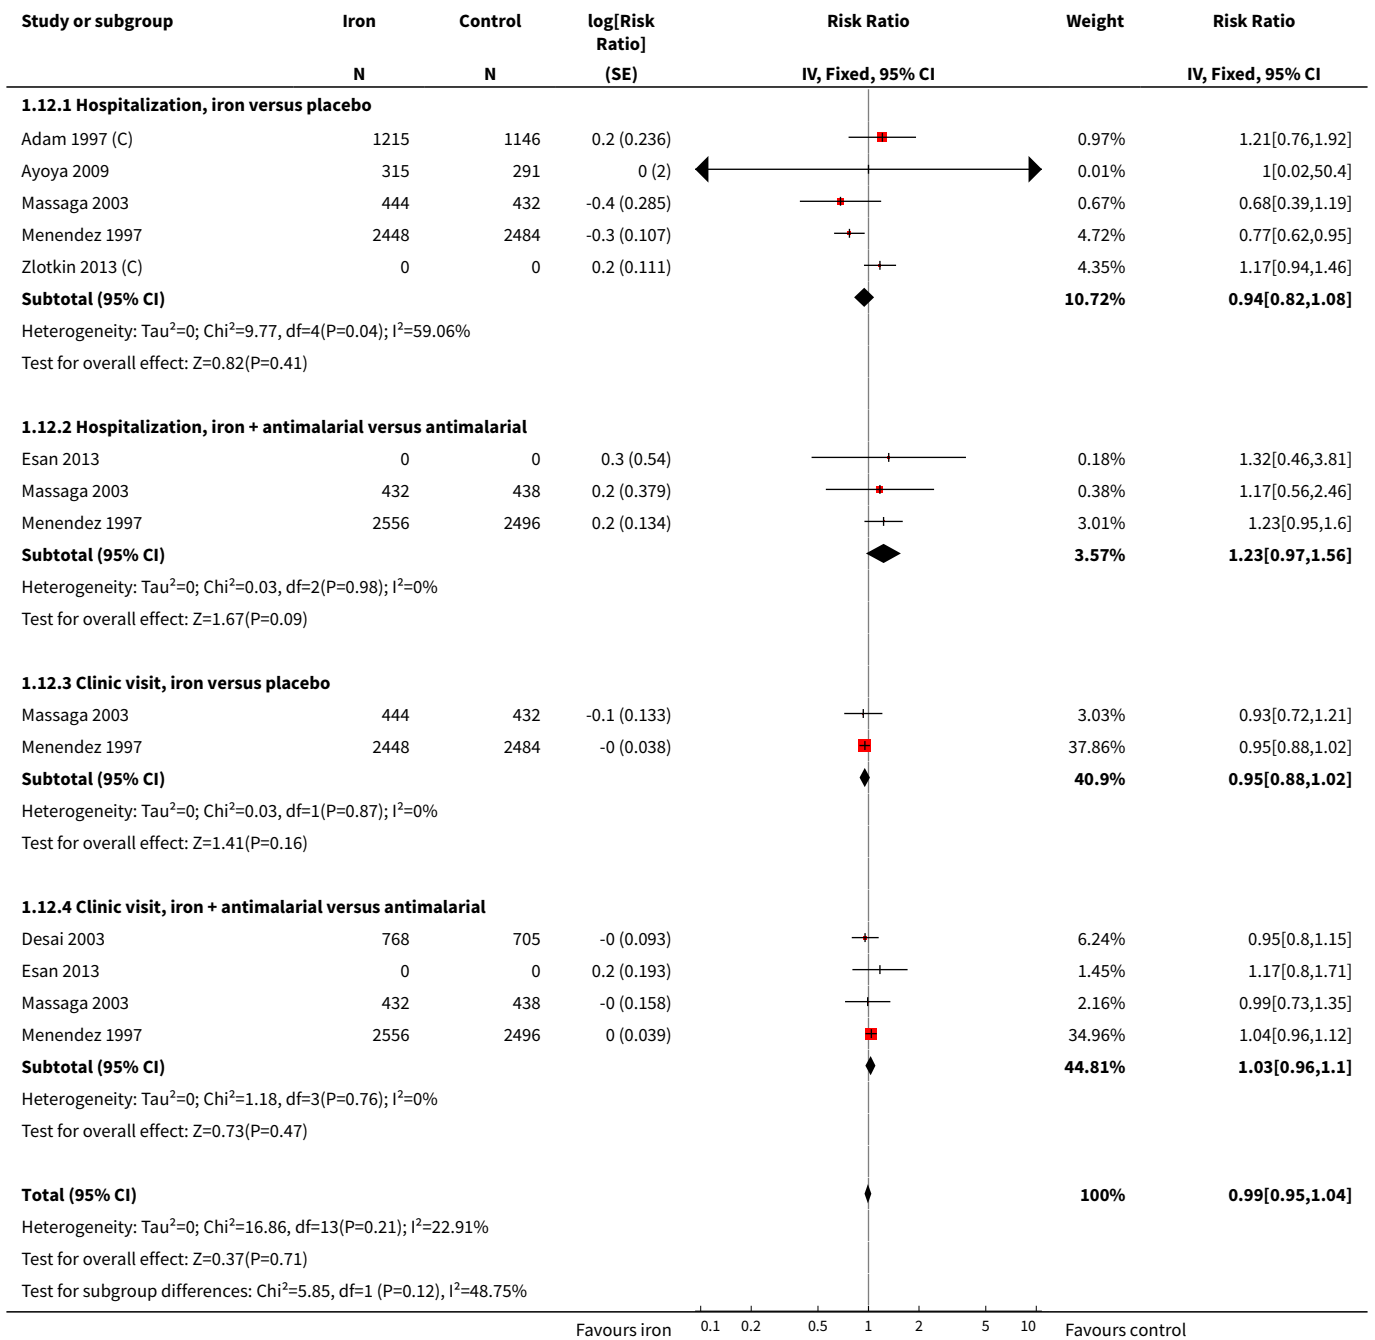 Study or subgroup Iron Control log[Risk Ratio] Risk Ratio Weight Risk Ratio
N N (SE) IV, Fixed, 95% CI IV, Fixed, 95% CI
1.12.1 Hospitalization, iron versus placebo
Adam 1997 (C) 1215 1146 0.2 (0.236) 0.97% 1.21[0.76,1.92]
Ayoya 2009 315 291 0 (2) 0.01% 1[0.02,50.4]
Massaga 2003 444 432 -0.4 (0.285) 0.67% 0.68[0.39,1.19]
Menendez 1997 2448 2484 -0.3 (0.107) 4.72% 0.77[0.62,0.95]
Zlotkin 2013 (C) 0 0 0.2 (0.111) 4.35% 1.17[0.94,1.46]
Subtotal (95% CI) 10.72% 0.94[0.82,1.08]
Heterogeneity: Tau²=0; Chi²=9.77, df=4(P=0.04); I²=59.06%
Test for overall effect: Z=0.82(P=0.41)
1.12.2 Hospitalization, iron + antimalarial versus antimalarial
Esan 2013 0 0 0.3 (0.54) 0.18% 1.32[0.46,3.81]
Massaga 2003 432 438 0.2 (0.379) 0.38% 1.17[0.56,2.46]
Menendez 1997 2556 2496 0.2 (0.134) 3.01% 1.23[0.95,1.6]
Subtotal (95% CI) 3.57% 1.23[0.97,1.56]
Heterogeneity: Tau²=0; Chi²=0.03, df=2(P=0.98); I²=0%
Test for overall effect: Z=1.67(P=0.09)
1.12.3 Clinic visit, iron versus placebo
Massaga 2003 444 432 -0.1 (0.133) 3.03% 0.93[0.72,1.21]
Menendez 1997 2448 2484 -0 (0.038) 37.86% 0.95[0.88,1.02]
Subtotal (95% CI) 40.9% 0.95[0.88,1.02]
Heterogeneity: Tau²=0; Chi²=0.03, df=1(P=0.87); I²=0%
Test for overall effect: Z=1.41(P=0.16)
1.12.4 Clinic visit, iron + antimalarial versus antimalarial
Desai 2003 768 705 -0 (0.093) 6.24% 0.95[0.8,1.15]
Esan 2013 0 0 0.2 (0.193) 1.45% 1.17[0.8,1.71]
Massaga 2003 432 438 -0 (0.158) 2.16% 0.99[0.73,1.35]
Menendez 1997 2556 2496 0 (0.039) 34.96% 1.04[0.96,1.12]
Subtotal (95% CI) 44.81% 1.03[0.96,1.1]
Heterogeneity: Tau²=0; Chi²=1.18, df=3(P=0.76); I²=0%
Test for overall effect: Z=0.73(P=0.47)
Total (95% CI) 100% 0.99[0.95,1.04]
Heterogeneity: Tau²=0; Chi²=16.86, df=13(P=0.21); I²=22.91%
Test for overall effect: Z=0.37(P=0.71)
Test for subgroup differences: Chi²=5.85, df=1 (P=0.12), I²=48.75%
Favours iron 0.1 0.2 0.5 1 2 5 10 Favours control